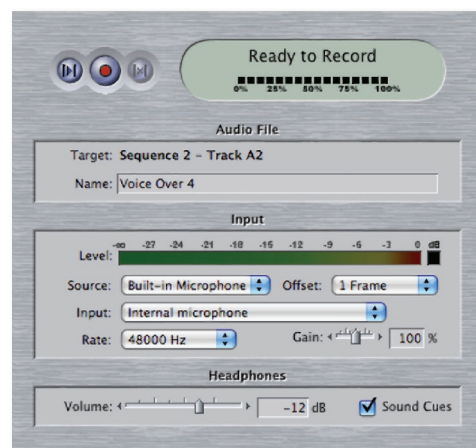 Ready to Record
0% 25% 50% 75% 100%
Audio File
Target: Sequence 2 – Track A2
Name: Voice Over 4
Input
Level: -∞ -27 -24 -21 -18 -15 -12 -9 -6 -3 0 dB
Source: Built-in Microphone Offset: 1 Frame
Input: Internal microphone
Rate: 48000 Hz Gain: 100 %
Headphones
Volume: -12 dB Sound Cues